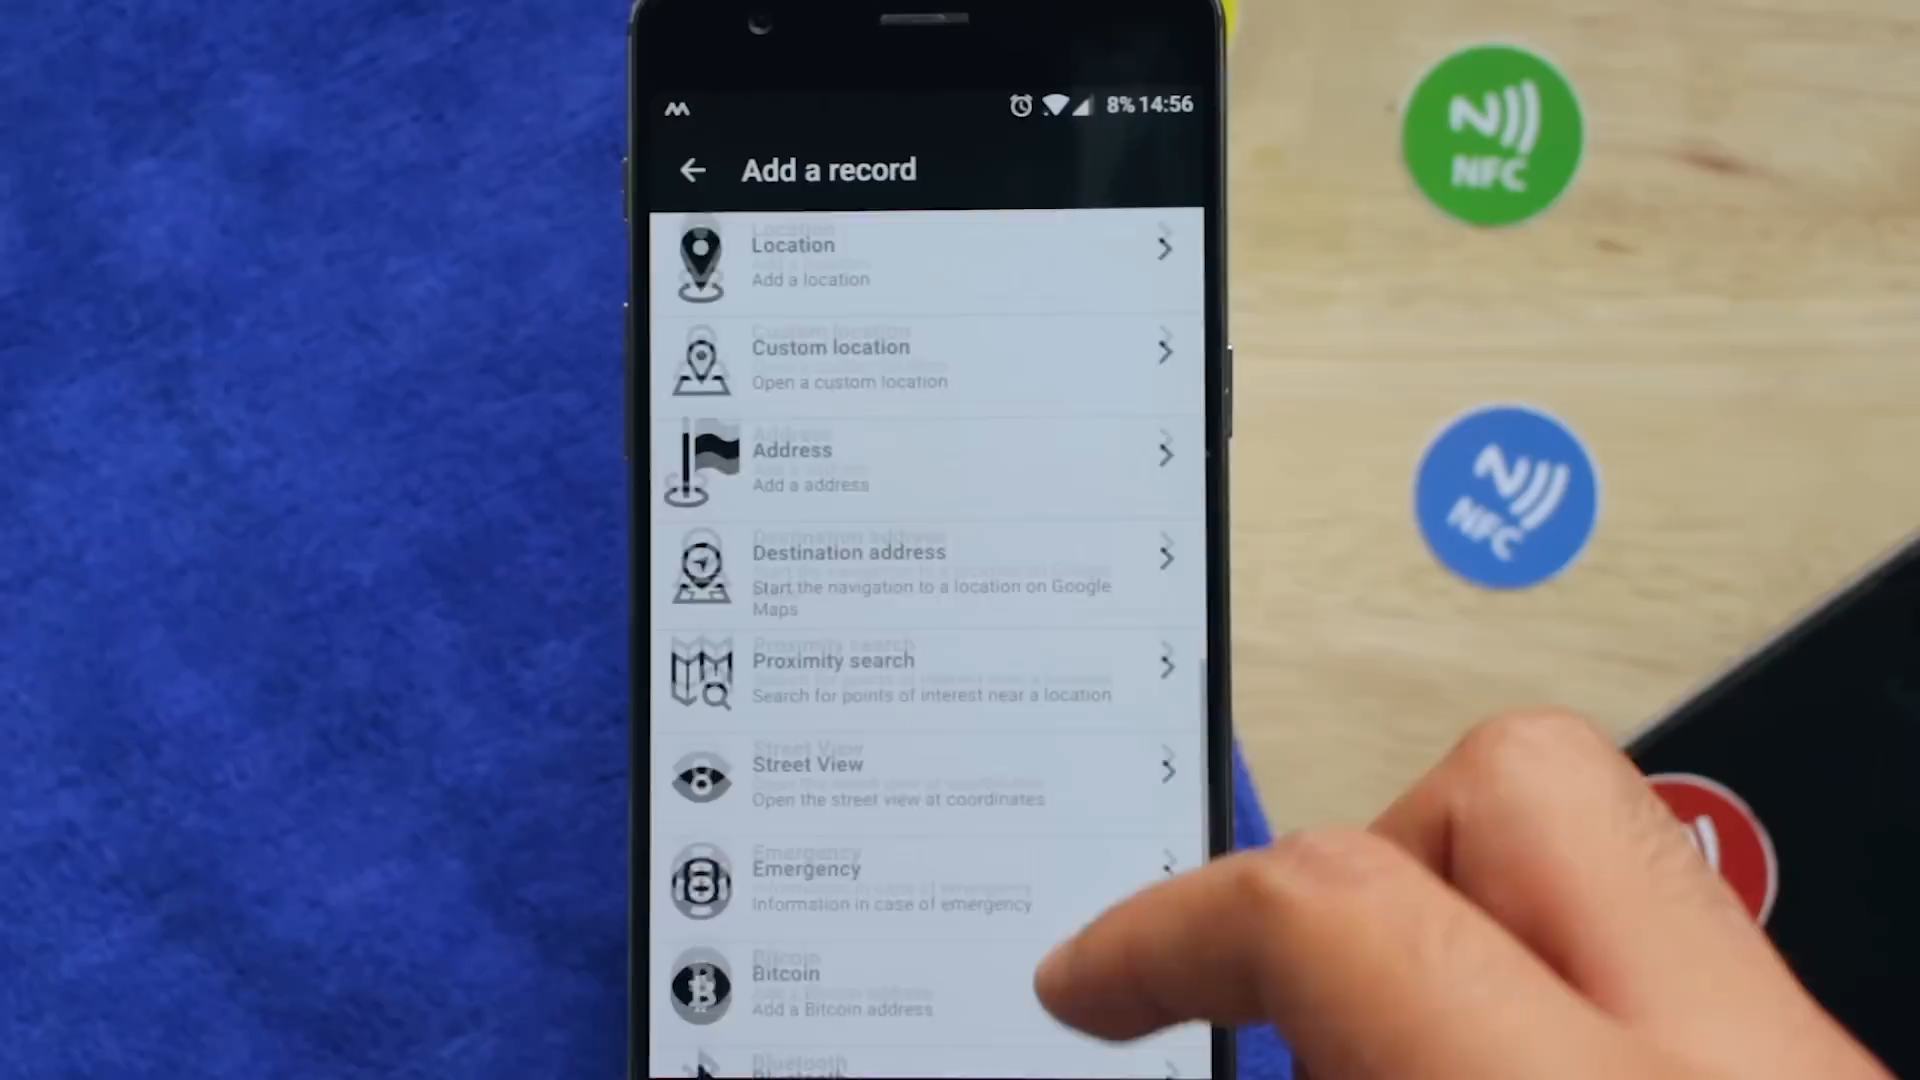 8% 14:56
Add a record
Location
Add a location
Custom location
Open a custom location
Address
Add a address
Destination address
Start the navigation to a location on Google
Maps
Proximity search
Search for points of interest near a location
Street View
Open the street view at coordinates
Emergency
Information in case of emergency
Bitcoin
Add a Bitcoin address
Bluetooth
NFC
NFC